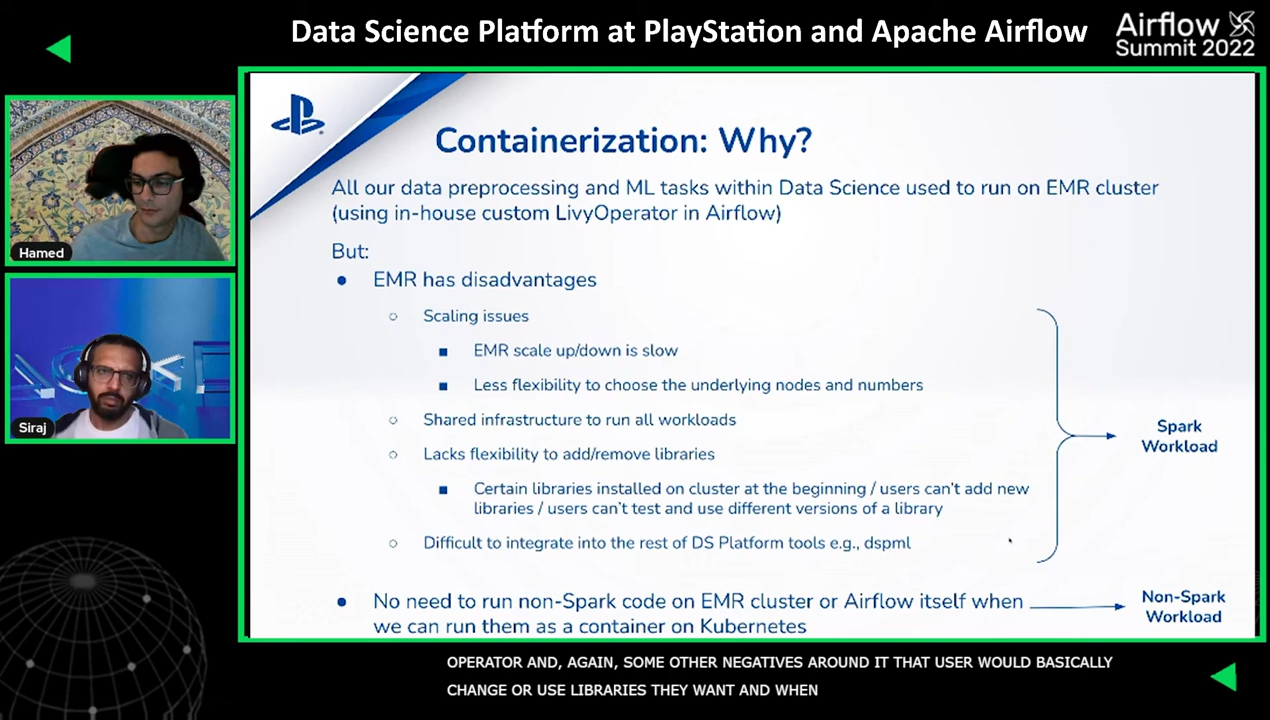 Data Science Platform at PlayStation and Apache Airflow
Airflow
Summit 2022
Hamed
Siraj
Containerization: Why?
All our data preprocessing and ML tasks within Data Science used to run on EMR cluster
(using in-house custom LivyOperator in Airflow)
But:
EMR has disadvantages
Scaling issues
EMR scale up/down is slow
Less flexibility to choose the underlying nodes and numbers
Shared infrastructure to run all workloads
Lacks flexibility to add/remove libraries
Certain libraries installed on cluster at the beginning / users can't add new
libraries / users can't test and use different versions of a library
Difficult to integrate into the rest of DS Platform tools e.g., dspml
Spark
Workload
No need to run non-Spark code on EMR cluster or Airflow itself when
we can run them as a container on Kubernetes
Non-Spark
Workload
OPERATOR AND, AGAIN, SOME OTHER NEGATIVES AROUND IT THAT USER WOULD BASICALLY
CHANGE OR USE LIBRARIES THEY WANT AND WHEN